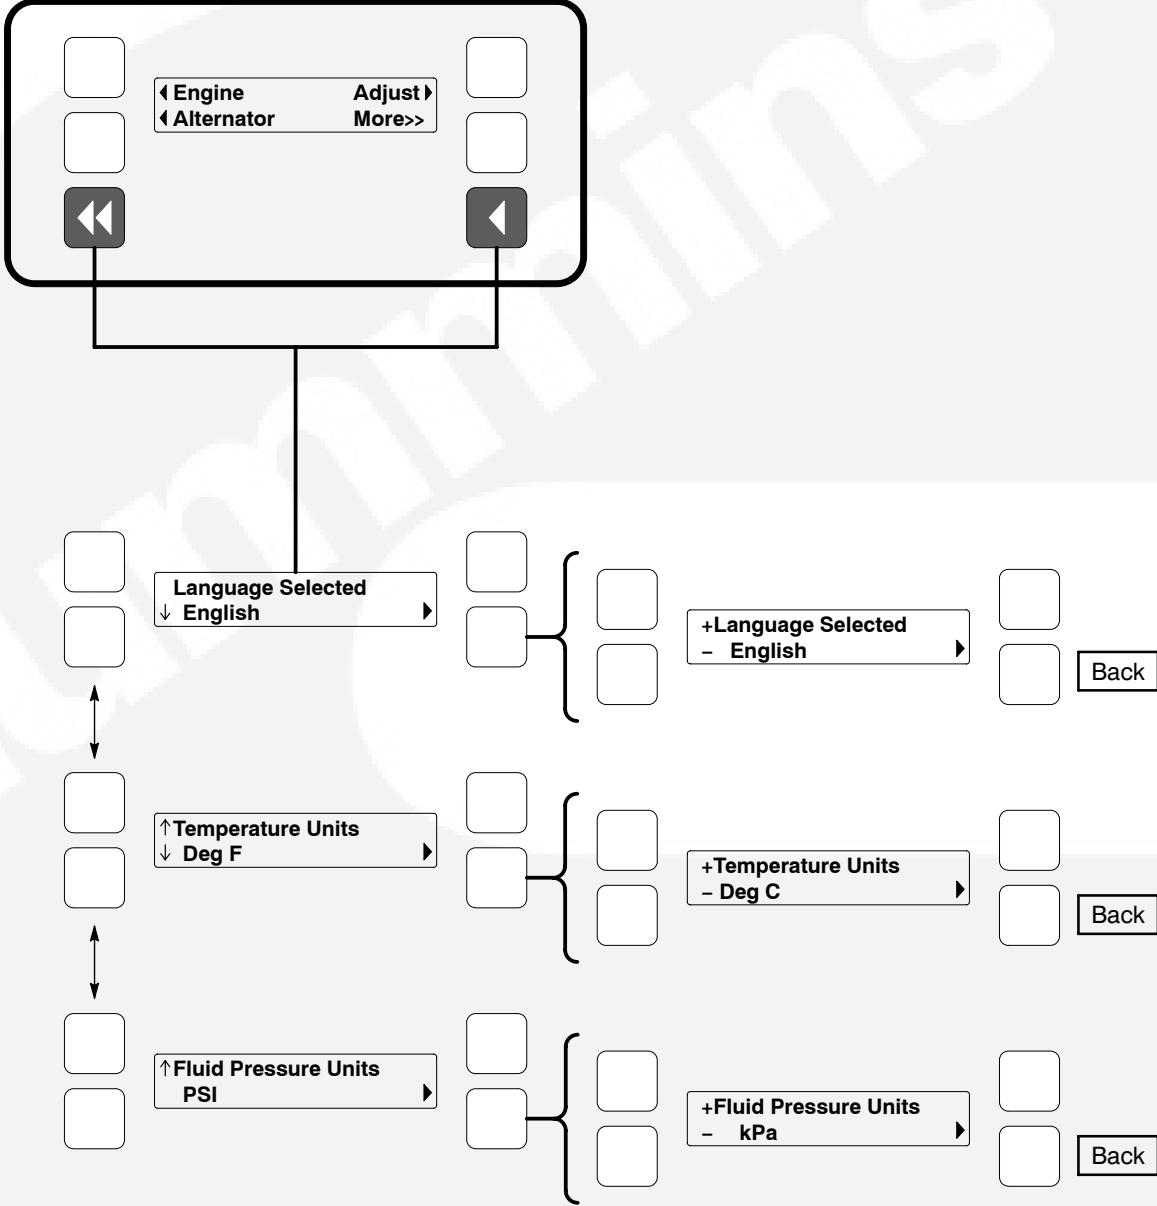 Engine Adjust
Alternator More>>
Language Selected
↓ English
+Language Selected
– English
Back
↑Temperature Units
↓ Deg F
+Temperature Units
– Deg C
Back
↑Fluid Pressure Units
PSI
+Fluid Pressure Units
– kPa
Back
ummins